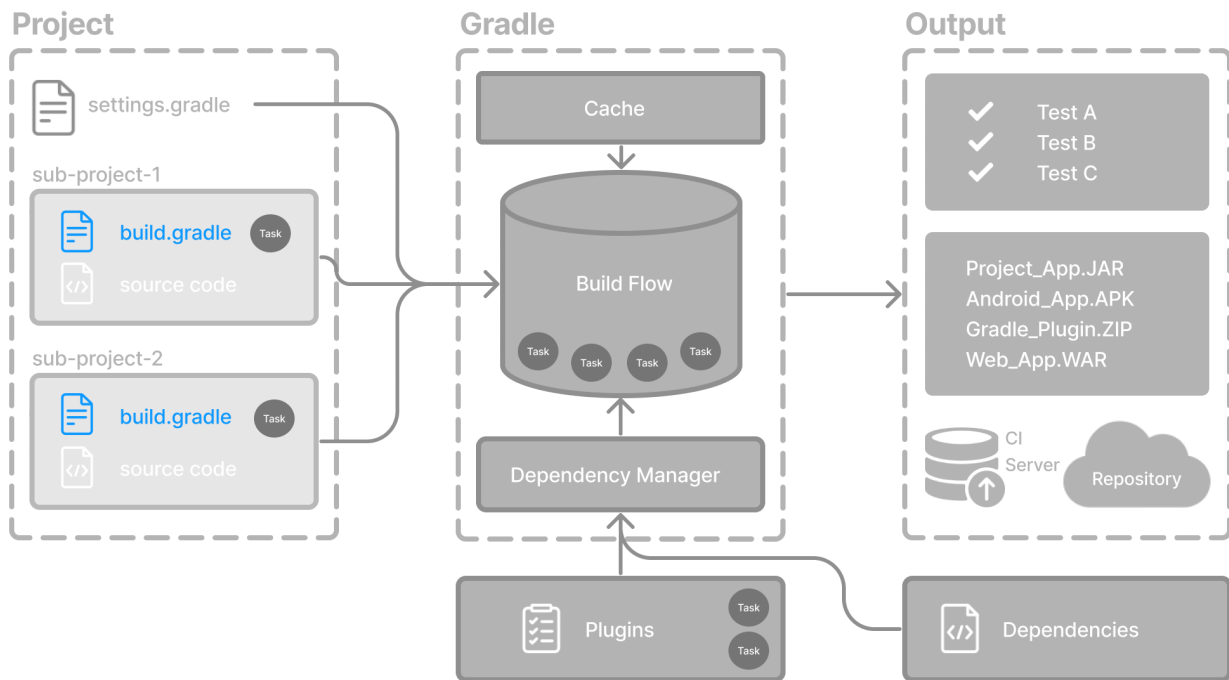 Project
settings.gradle
sub-project-1
build.gradle
Task
source code
sub-project-2
build.gradle
Task
source code
Gradle
Cache
Build Flow
Task
Task
Task
Task
Dependency Manager
Plugins
Task
Task
Output
Test A
Test B
Test C
Project_App.JAR
Android_App.APK
Gradle_Plugin.ZIP
Web_App.WAR
CI
Server
Repository
Dependencies